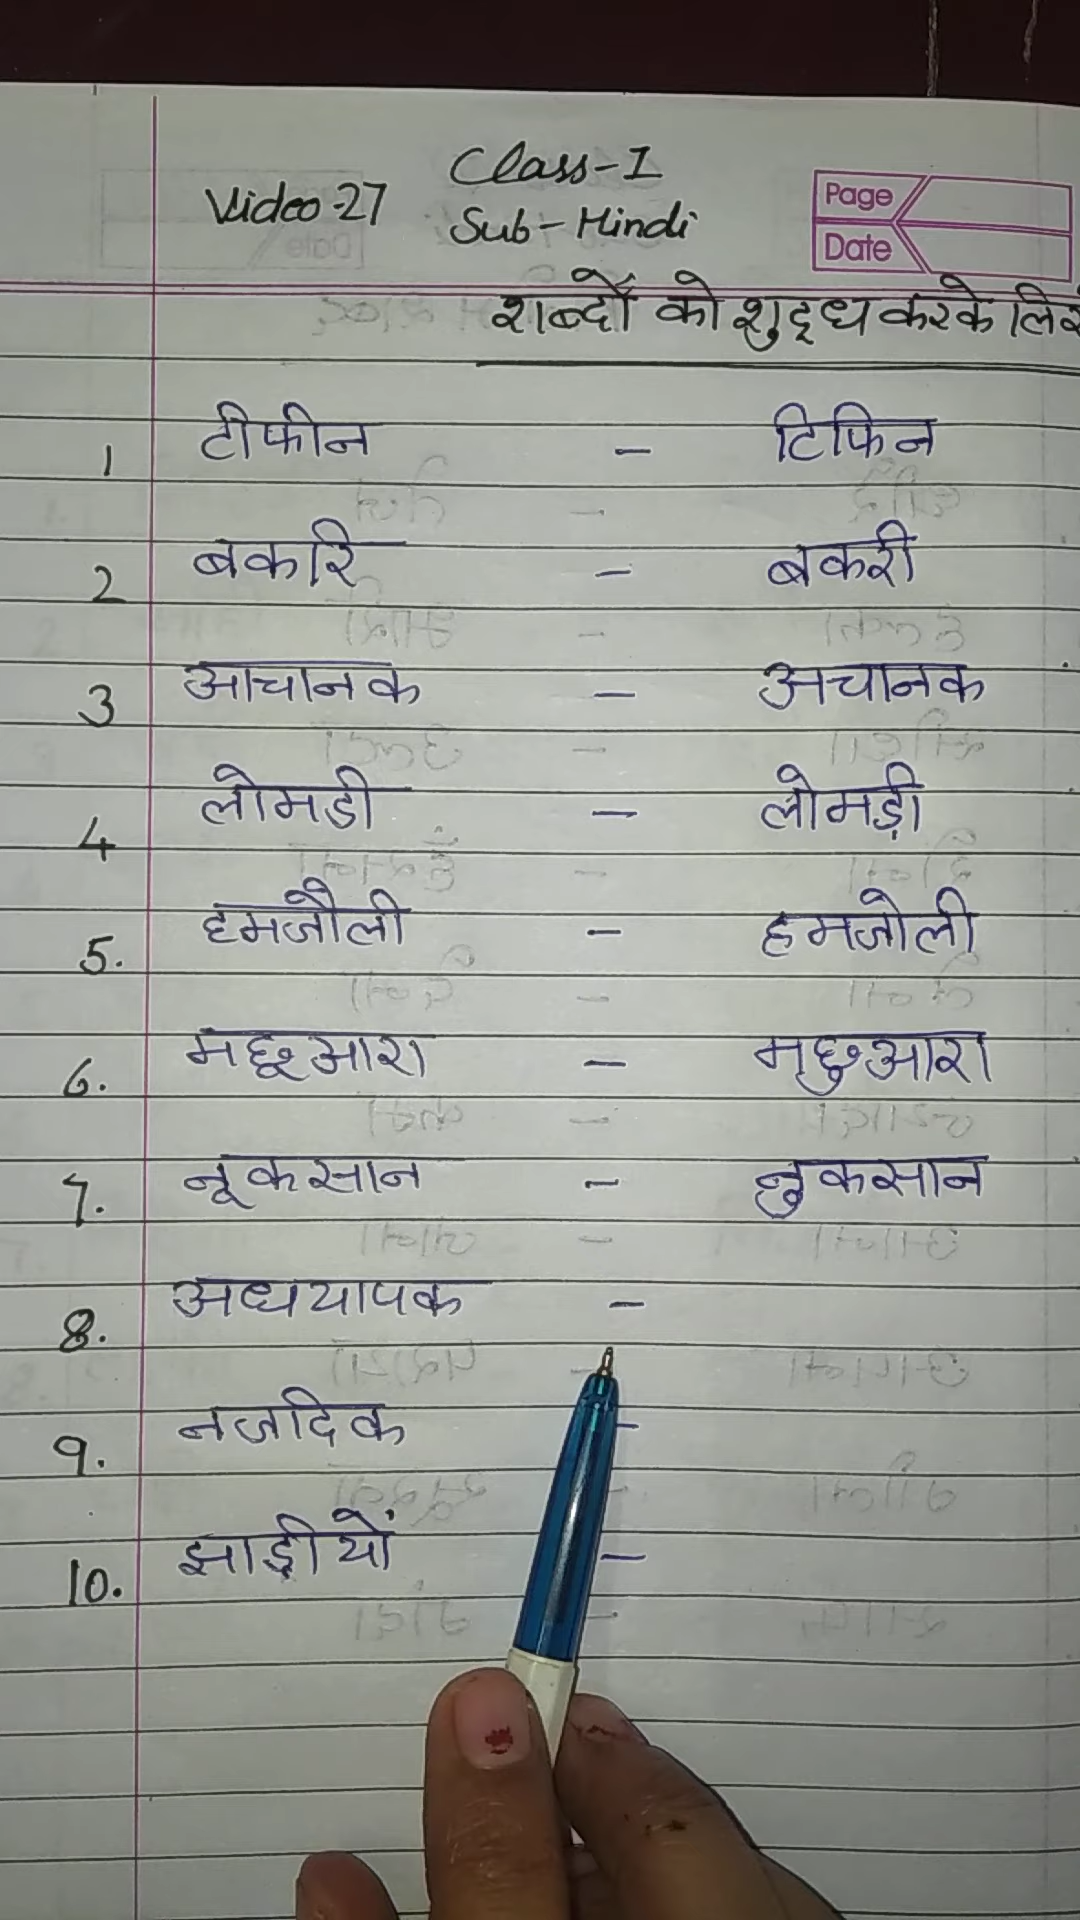 Class-I
Video-27
Sub-Hindi
Page
Date
शब्दों को शुद्ध करके
1 टीफीन - टिफिन
2 बकरि - बकरी
3 आचानक - अचानक
4 लोमडी - लोमड़ी
5. हमजौली - हमजोली
6. मछूआरा - मछुआरा
7. नूकसान - नुकसान
8. अधयापक -
9. नजदिक -
10. झाड़ीयों -